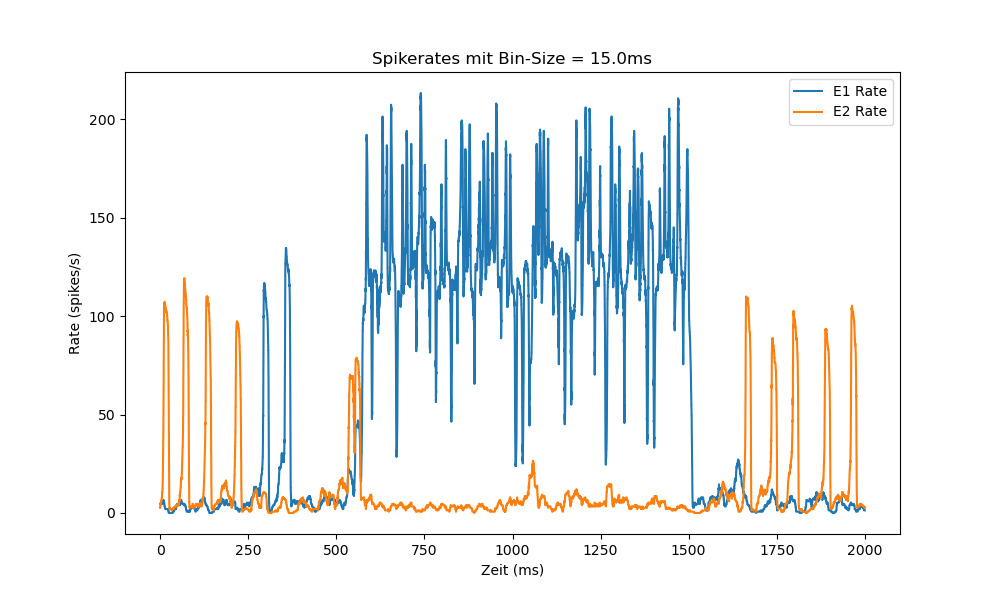 Spikerates mit Bin-Size = 15.0ms
E1 Rate
E2 Rate
Rate (spikes/s)
200
150
100
50
0
0 250 500 750 1000 1250 1500 1750 2000
Zeit (ms)